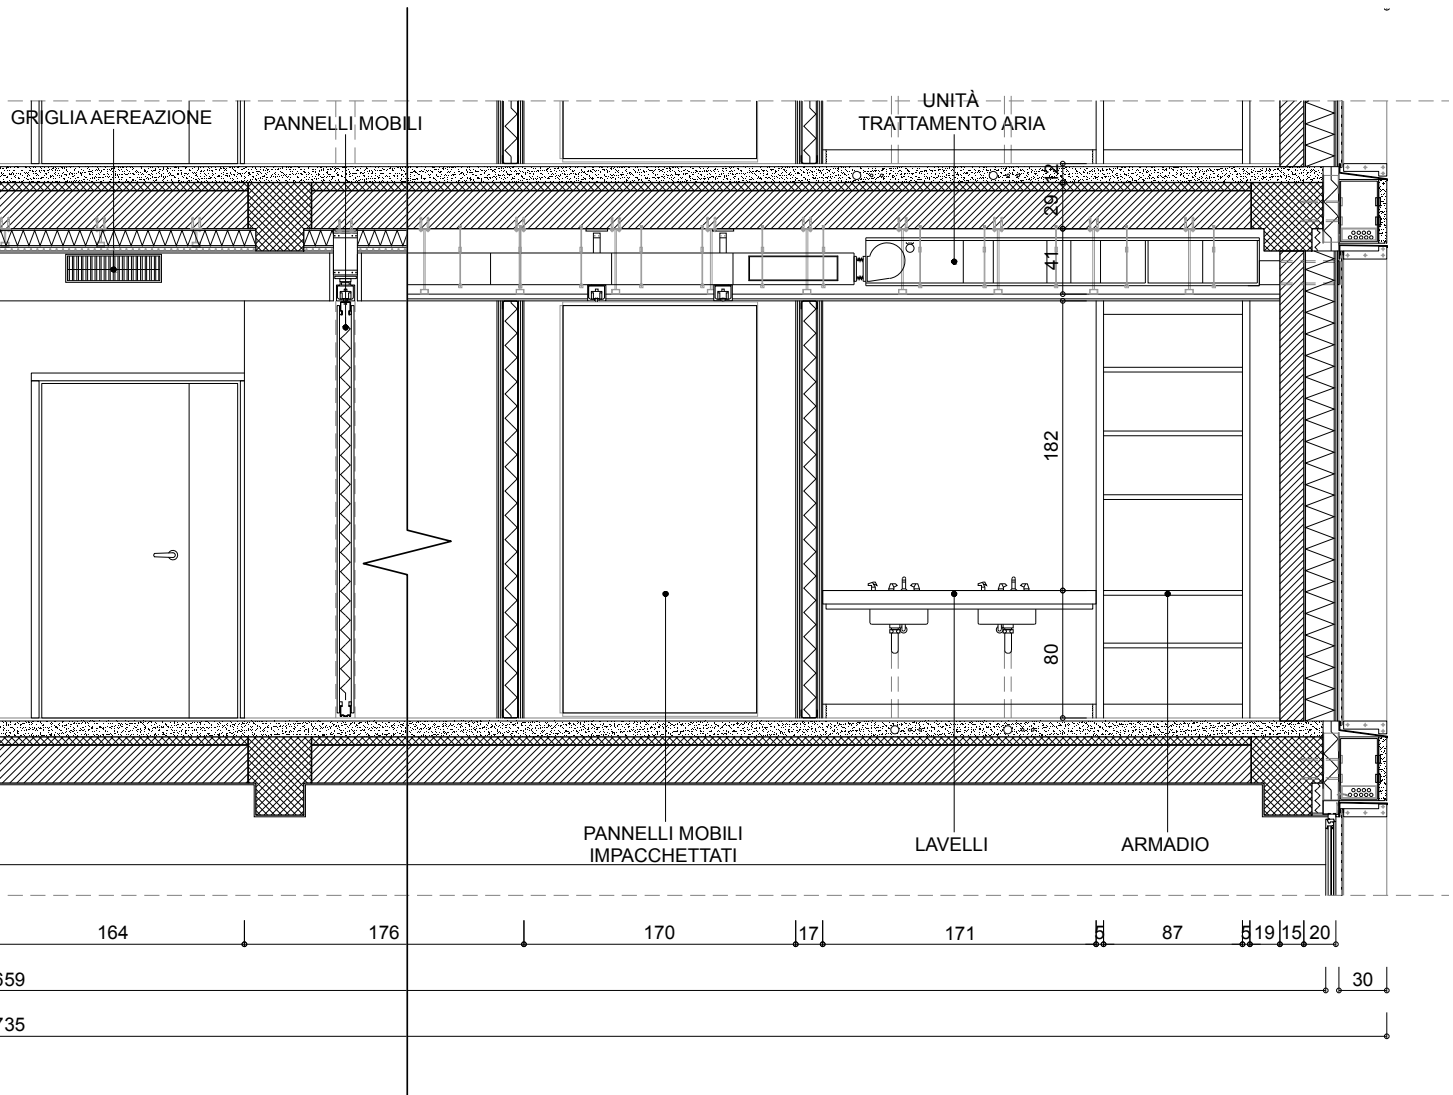 GRIGLIA AEREAZIONE
PANNELLI MOBILI
UNITÀ
TRATTAMENTO ARIA
12
29
41
182
80
PANNELLI MOBILI
IMPACCHETTATI
LAVELLI
ARMADIO
164 176 170 17 171 5 87 5 19 15 20
659 30
735